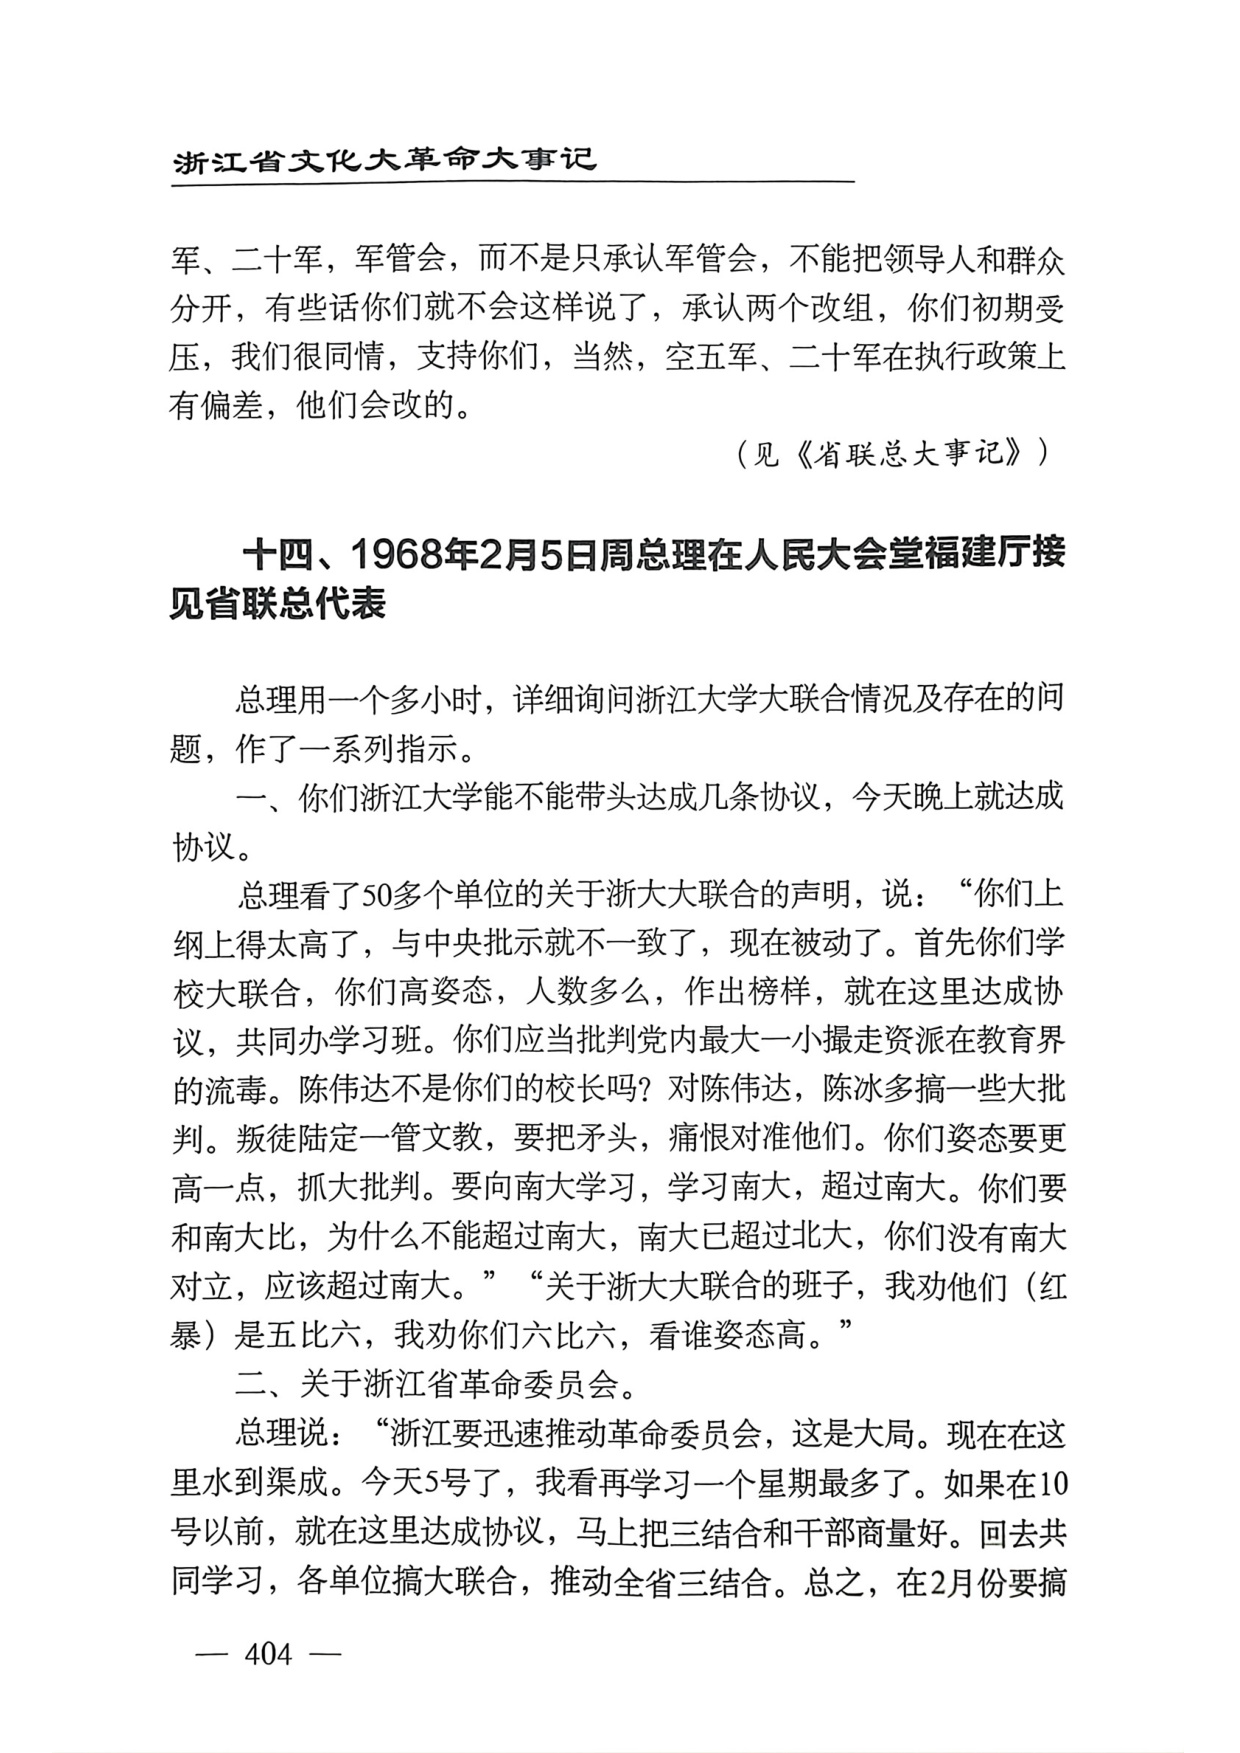 浙江省文化大革命大事记
军、二十军，军管会，而不是只承认军管会，不能把领导人和群众
分开，有些话你们就不会这样说了，承认两个改组，你们初期受
压，我们很同情，支持你们，当然，空五军、二十军在执行政策上
有偏差，他们会改的。
（见《省联总大事记》）
十四、1968年2月5日周总理在人民大会堂福建厅接
见省联总代表
总理用一个多小时，详细询问浙江大学大联合情况及存在的问
题，作了一系列指示。
一、你们浙江大学能不能带头达成几条协议，今天晚上就达成
协议。
总理看了50多个单位的关于浙大大联合的声明，说：“你们上
纲上得太高了，与中央批示就不一致了，现在被动了。首先你们学
校大联合，你们高姿态，人数多么，作出榜样，就在这里达成协
议，共同办学习班。你们应当批判党内最大一小撮走资派在教育界
的流毒。陈伟达不是你们的校长吗？对陈伟达，陈冰多搞一些大批
判。叛徒陆定一管文教，要把矛头，痛恨对准他们。你们姿态要更
高一点，抓大批判。要向南大学习，学习南大，超过南大。你们要
和南大比，为什么不能超过南大，南大已超过北大，你们没有南大
对立，应该超过南大。”“关于浙大大联合的班子，我劝他们（红
暴）是五比六，我劝你们六比六，看谁姿态高。”
二、关于浙江省革命委员会。
总理说：“浙江要迅速推动革命委员会，这是大局。现在在这
里水到渠成。今天5号了，我看再学习一个星期最多了。如果在10
号以前，就在这里达成协议，马上把三结合和干部商量好。回去共
同学习，各单位搞大联合，推动全省三结合。总之，在2月份要搞
— 404 —